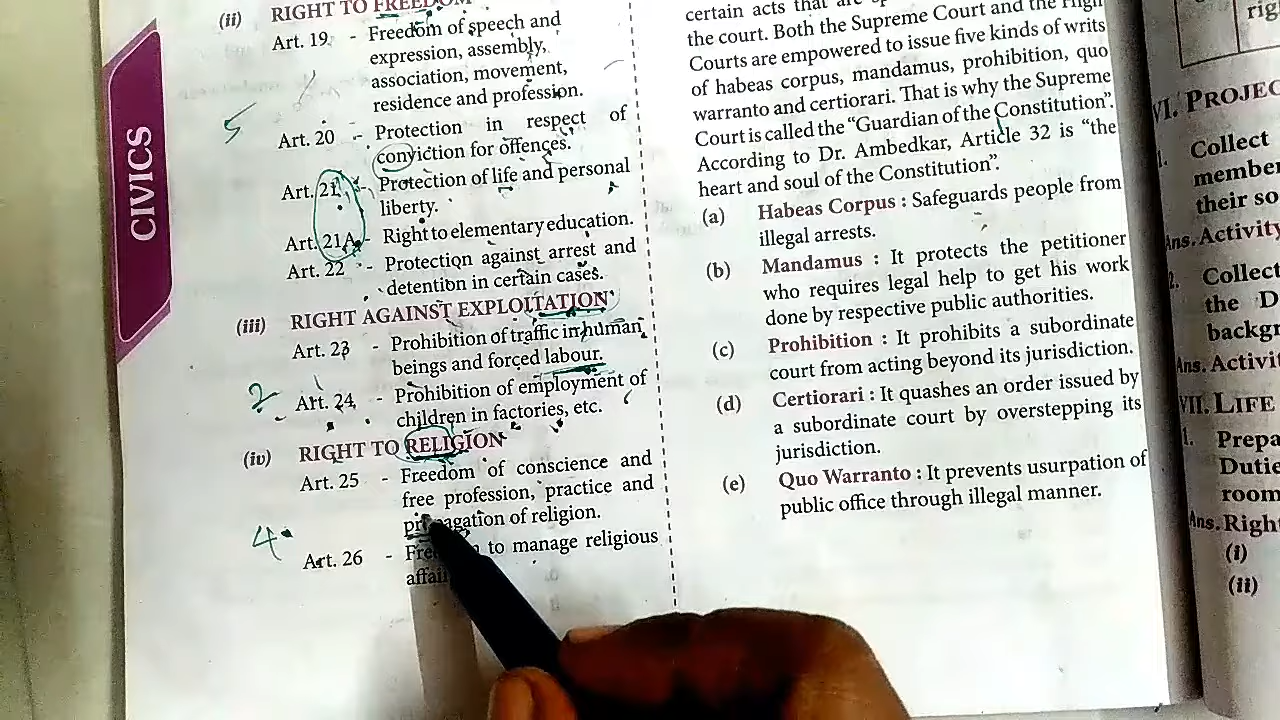 CIVICS
(ii) RIGHT TO FREEDOM
Art. 19 - Freedom of speech and
expression, assembly,
association, movement,
residence and profession.
5
Art. 20 - Protection in respect of
conviction for offences.
Art. 21 - Protection of life and personal
liberty.
Art. 21A - Right to elementary education.
Art. 22 - Protection against arrest and
detention in certain cases.
(iii) RIGHT AGAINST EXPLOITATION
Art. 23 - Prohibition of traffic in human
beings and forced labour.
2
Art. 24 - Prohibition of employment of
children in factories, etc.
(iv) RIGHT TO RELIGION
Art. 25 - Freedom of conscience and
free profession, practice and
propagation of religion.
4
Art. 26 - to manage religious
certain acts that are
the court. Both the Supreme Court and the High
Courts are empowered to issue five kinds of writs
of habeas corpus, mandamus, prohibition, quo
warranto and certiorari. That is why the Supreme
Court is called the “Guardian of the Constitution”.
According to Dr. Ambedkar, Article 32 is “the
heart and soul of the Constitution”.
(a) Habeas Corpus : Safeguards people from
illegal arrests.
(b) Mandamus : It protects the petitioner
who requires legal help to get his work
done by respective public authorities.
(c) Prohibition : It prohibits a subordinate
court from acting beyond its jurisdiction.
(d) Certiorari : It quashes an order issued by
a subordinate court by overstepping its
jurisdiction.
(e) Quo Warranto : It prevents usurpation of
public office through illegal manner.
VI. PROJEC
1. Collect
member
their so
Ans. Activity
2. Collect
the D
backgr
Ans. Activi
VII. LIFE
1. Prepa
Dutie
room
Ans. Righ
(i)
(ii)